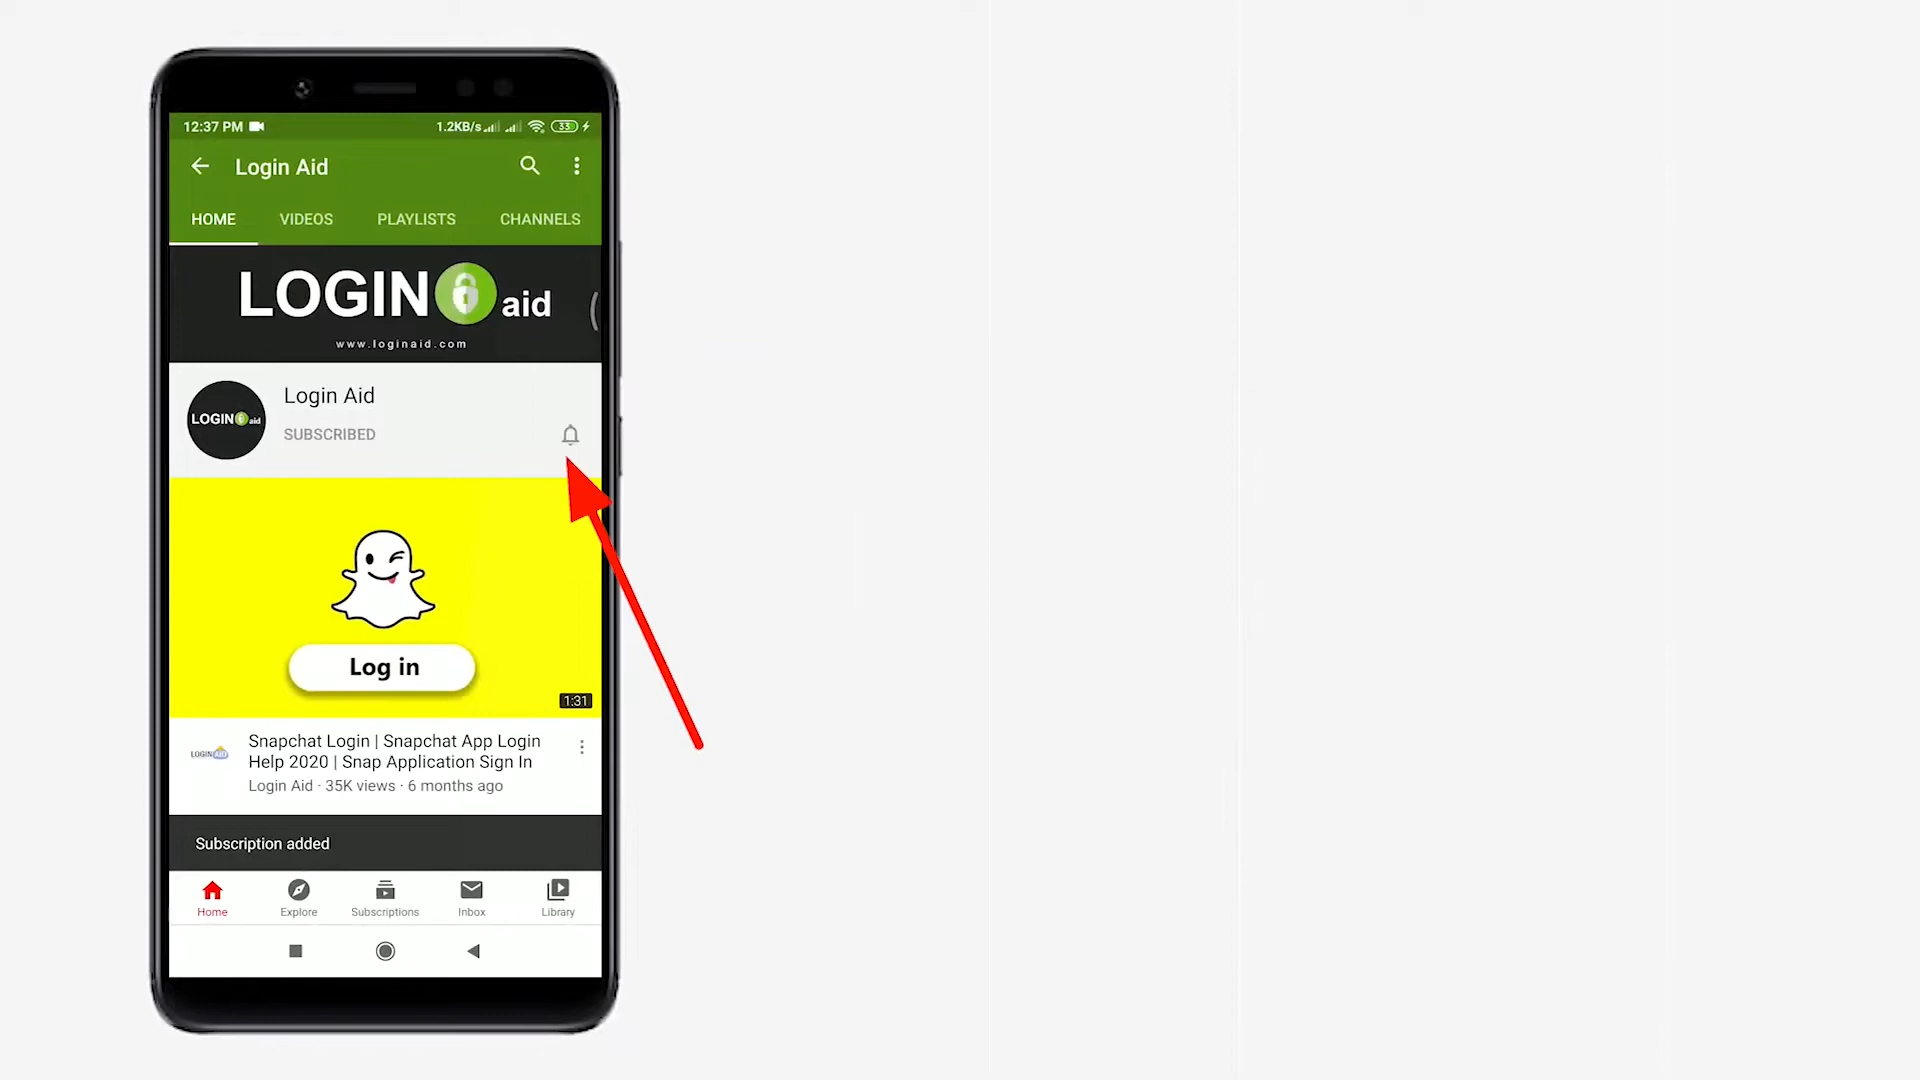 12:37 PM
1.2KB/s
33
Login Aid
HOME
VIDEOS
PLAYLISTS
CHANNELS
LOGIN aid
www.loginaid.com
LOGIN aid
Login Aid
SUBSCRIBED
Log in
1:31
LOGIN AID
Snapchat Login | Snapchat App Login
Help 2020 | Snap Application Sign In
Login Aid · 35K views · 6 months ago
Subscription added
Home
Explore
Subscriptions
Inbox
Library